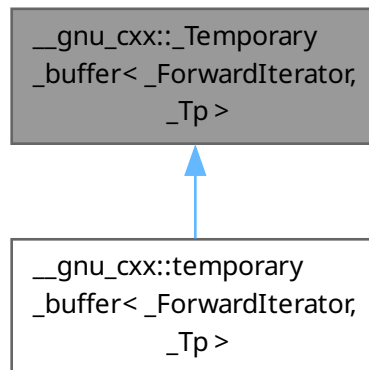 __gnu_cxx::_Temporary
_buffer< _ForwardIterator,
_Tp >
__gnu_cxx::temporary
_buffer< _ForwardIterator,
_Tp >